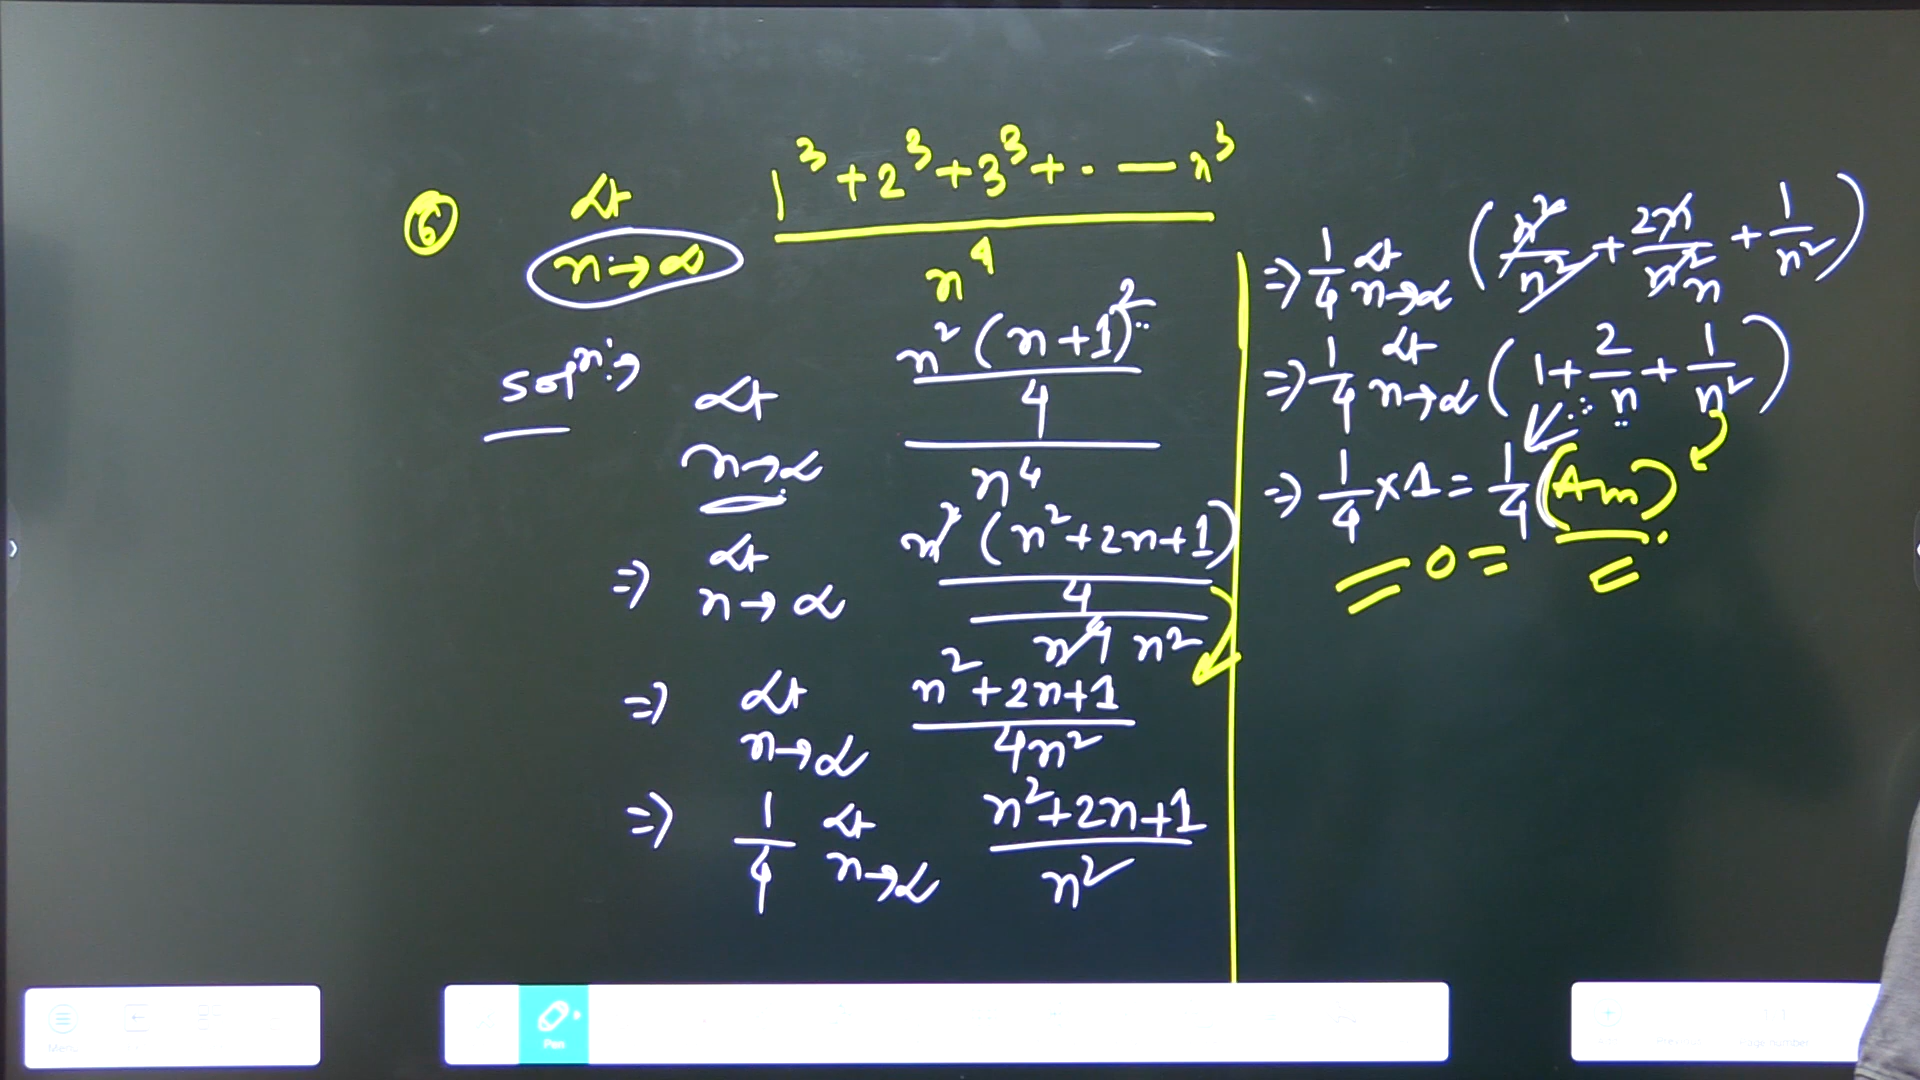 6 Lt n→∞ 1³+2³+3³+·—n³ / n⁴
Solⁿ:→ Lt n→∞ n²(n+1)² / 4 / n⁴
=> Lt n→∞ n²(n²+2n+1) / 4 / n⁴ n²
=> Lt n→∞ n²+2n+1 / 4n²
=> 1/4 Lt n→∞ n²+2n+1 / n²
=> 1/4 Lt n→∞ (n²/n² + 2n/n² n + 1/n²)
=> 1/4 Lt n→∞ (1 + 2/n + 1/n²)
=> 1/4 × 1 = 1/4 (Ans)
= 0 =
Pen